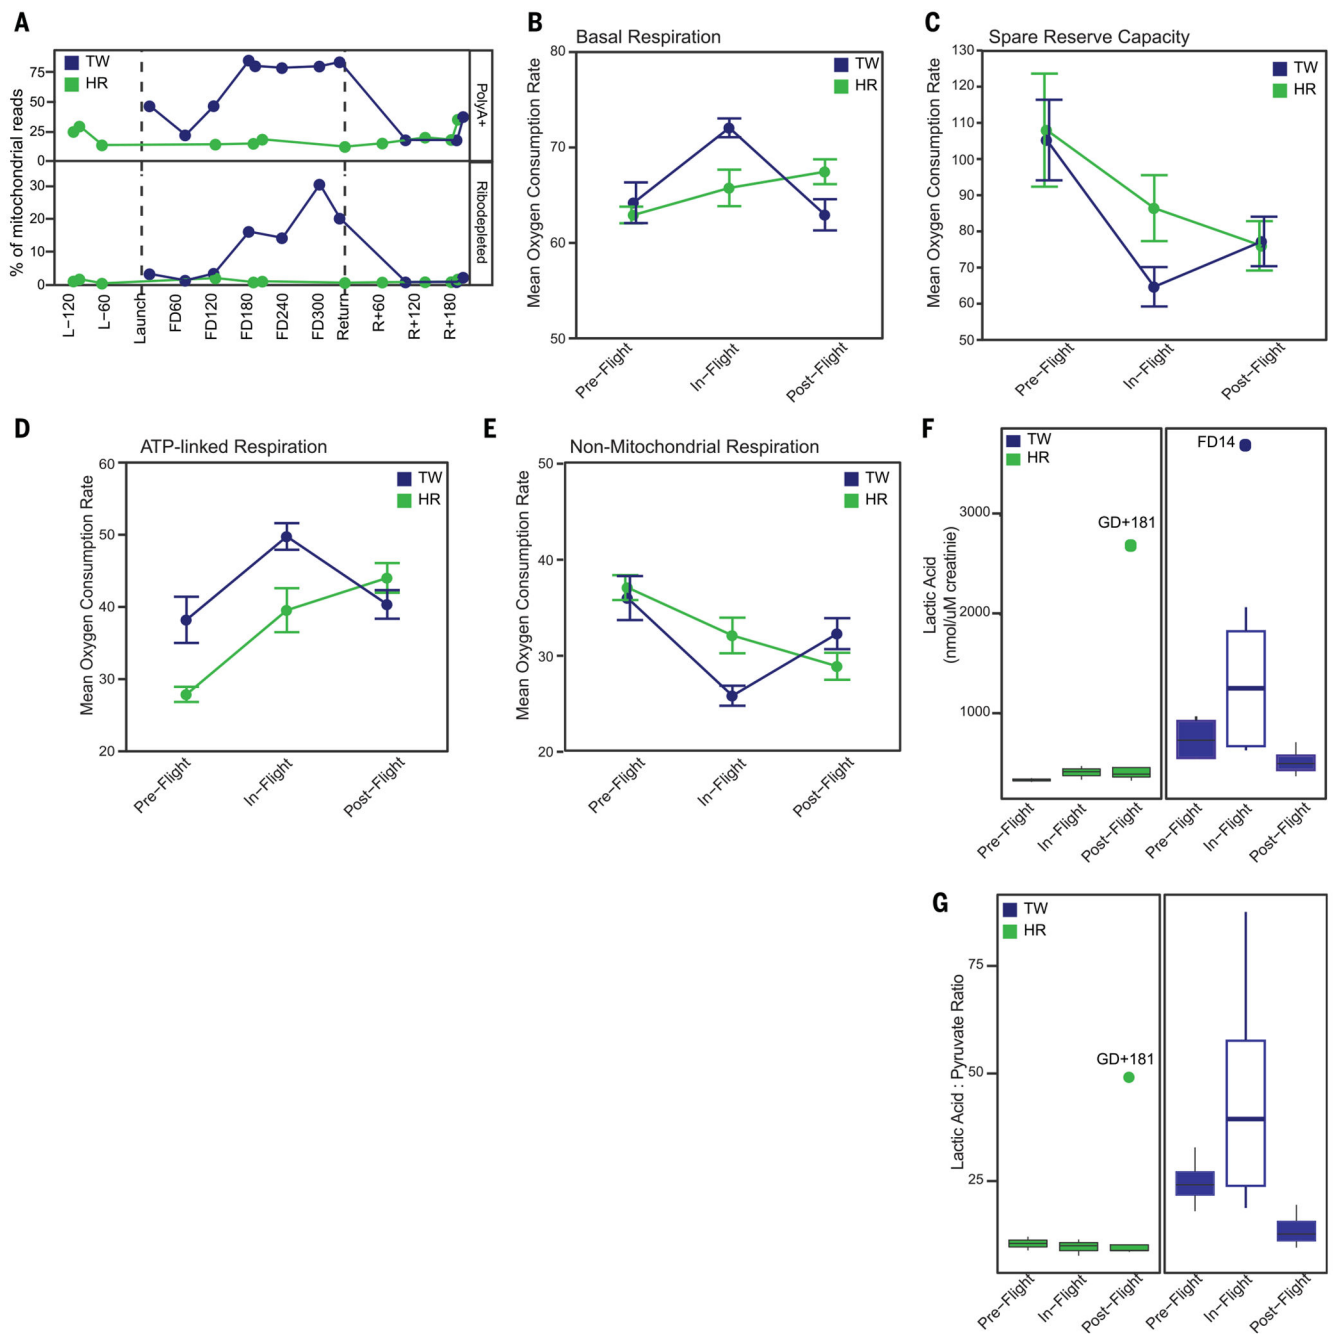 A
TW
HR
% of mitochondrial reads
75
50
25
0
PolyA+
30
20
10
0
Ribodepleted
L−120
L−60
Launch
FD60
FD120
FD180
FD240
FD300
Return
R+60
R+120
R+180
B
Basal Respiration
Mean Oxygen Consumption Rate
80
70
60
50
TW
HR
Pre−Flight
In−Flight
Post−Flight
C
Spare Reserve Capacity
Mean Oxygen Consumption Rate
130
120
110
100
90
80
70
60
50
TW
HR
Pre−Flight
In−Flight
Post−Flight
D
ATP-linked Respiration
Mean Oxygen Consumption Rate
60
50
40
30
20
TW
HR
Pre−Flight
In−Flight
Post−Flight
E
Non-Mitochondrial Respiration
Mean Oxygen Consumption Rate
50
40
30
20
TW
HR
Pre−Flight
In−Flight
Post−Flight
F
TW
HR
Lactic Acid
(nmol/uM creatinie)
3000
2000
1000
GD+181
FD14
Pre−Flight
In−Flight
Post−Flight
Pre−Flight
In−Flight
Post−Flight
G
TW
HR
Lactic Acid : Pyruvate Ratio
75
50
25
GD+181
Pre−Flight
In−Flight
Post−Flight
Pre−Flight
In−Flight
Post−Flight